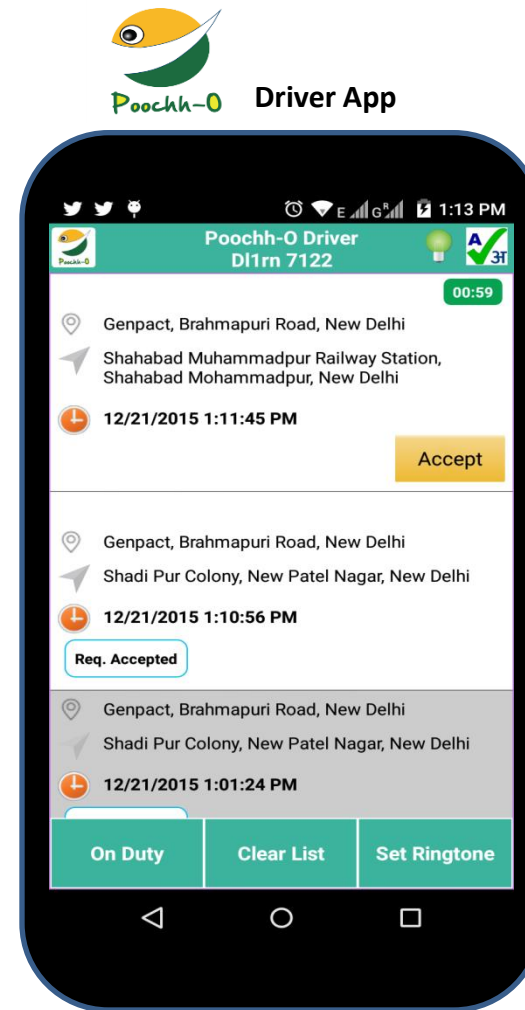 Poochh-O Driver App
E G R 1:13 PM
Poochh-O
Poochh-O Driver
Dl1rn 7122
A अ
00:59
Genpact, Brahmapuri Road, New Delhi
Shahabad Muhammadpur Railway Station,
Shahabad Mohammadpur, New Delhi
12/21/2015 1:11:45 PM
Accept
Genpact, Brahmapuri Road, New Delhi
Shadi Pur Colony, New Patel Nagar, New Delhi
12/21/2015 1:10:56 PM
Req. Accepted
Genpact, Brahmapuri Road, New Delhi
Shadi Pur Colony, New Patel Nagar, New Delhi
12/21/2015 1:01:24 PM
On Duty Clear List Set Ringtone